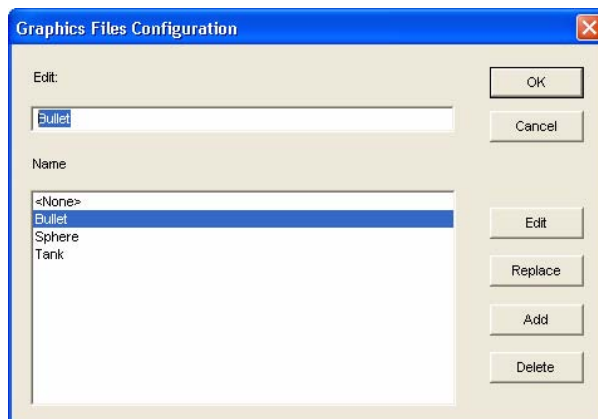 Graphics Files Configuration
Edit:
OK
Bullet
Cancel
Name
<None>
Bullet
Sphere
Tank
Edit
Replace
Add
Delete